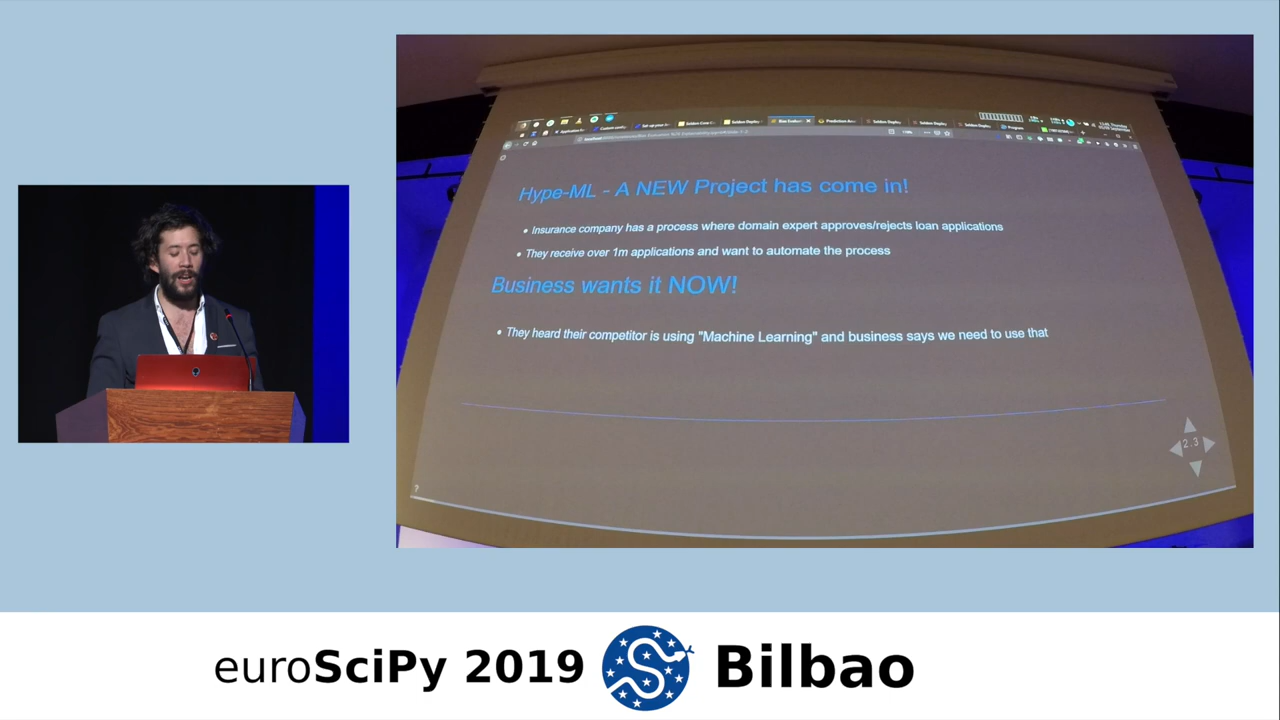 Hype-ML - A NEW Project has come in!
• Insurance company has a process where domain expert approves/rejects loan applications
• They receive over 1m applications and want to automate the process
Business wants it NOW!
• They heard their competitor is using "Machine Learning" and business says we need to use that
2.3
?
euroSciPy 2019
Bilbao